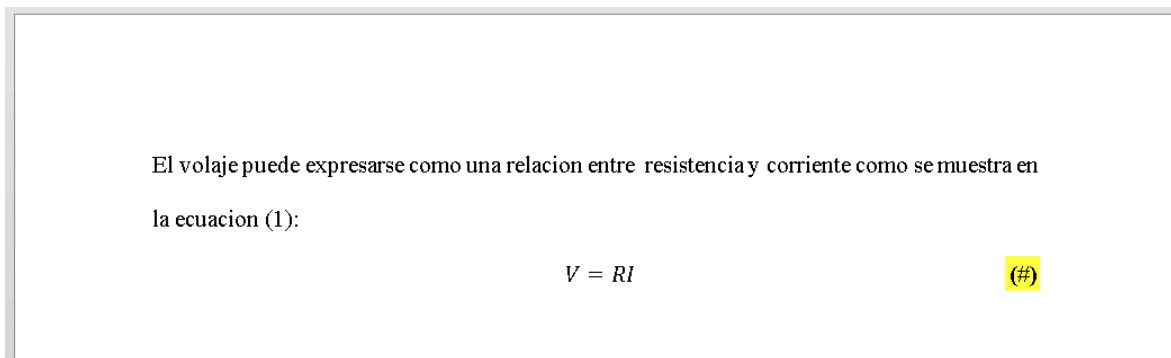 El volaje puede expresarse como una relacion entre resistencia y corriente como se muestra en
la ecuacion (1):
V = RI (#)